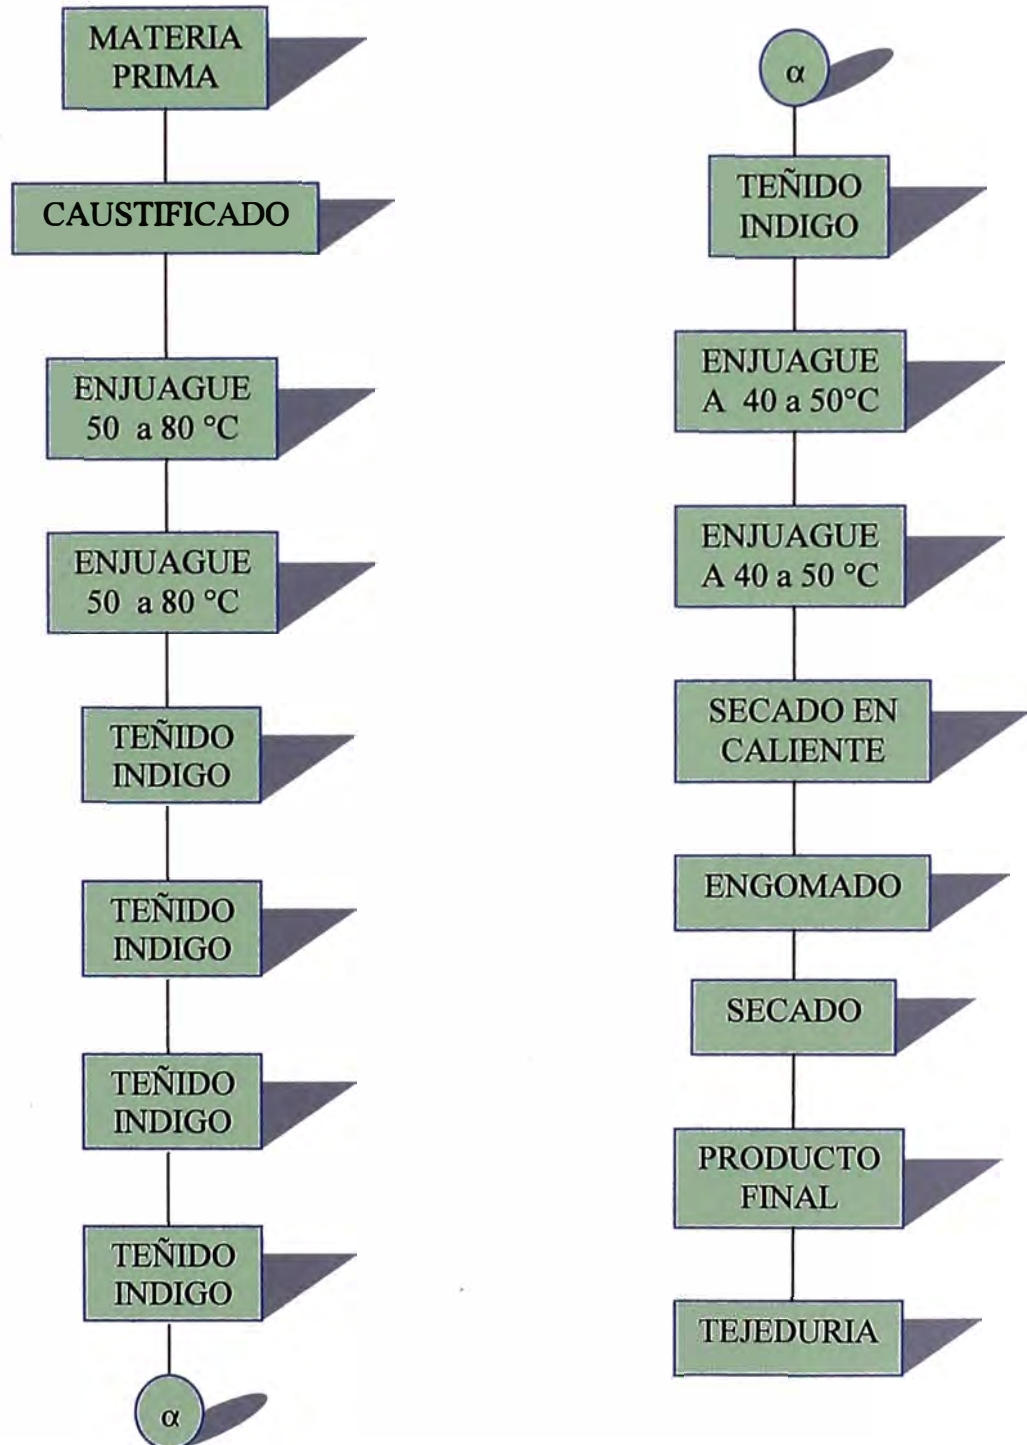 MATERIA
PRIMA
CAUSTIFICADO
ENJUAGUE
50 a 80 °C
ENJUAGUE
50 a 80 °C
TEÑIDO
INDIGO
TEÑIDO
INDIGO
TEÑIDO
INDIGO
TEÑIDO
INDIGO
α
α
TEÑIDO
INDIGO
ENJUAGUE
A 40 a 50°C
ENJUAGUE
A 40 a 50 °C
SECADO EN
CALIENTE
ENGOMADO
SECADO
PRODUCTO
FINAL
TEJEDURIA